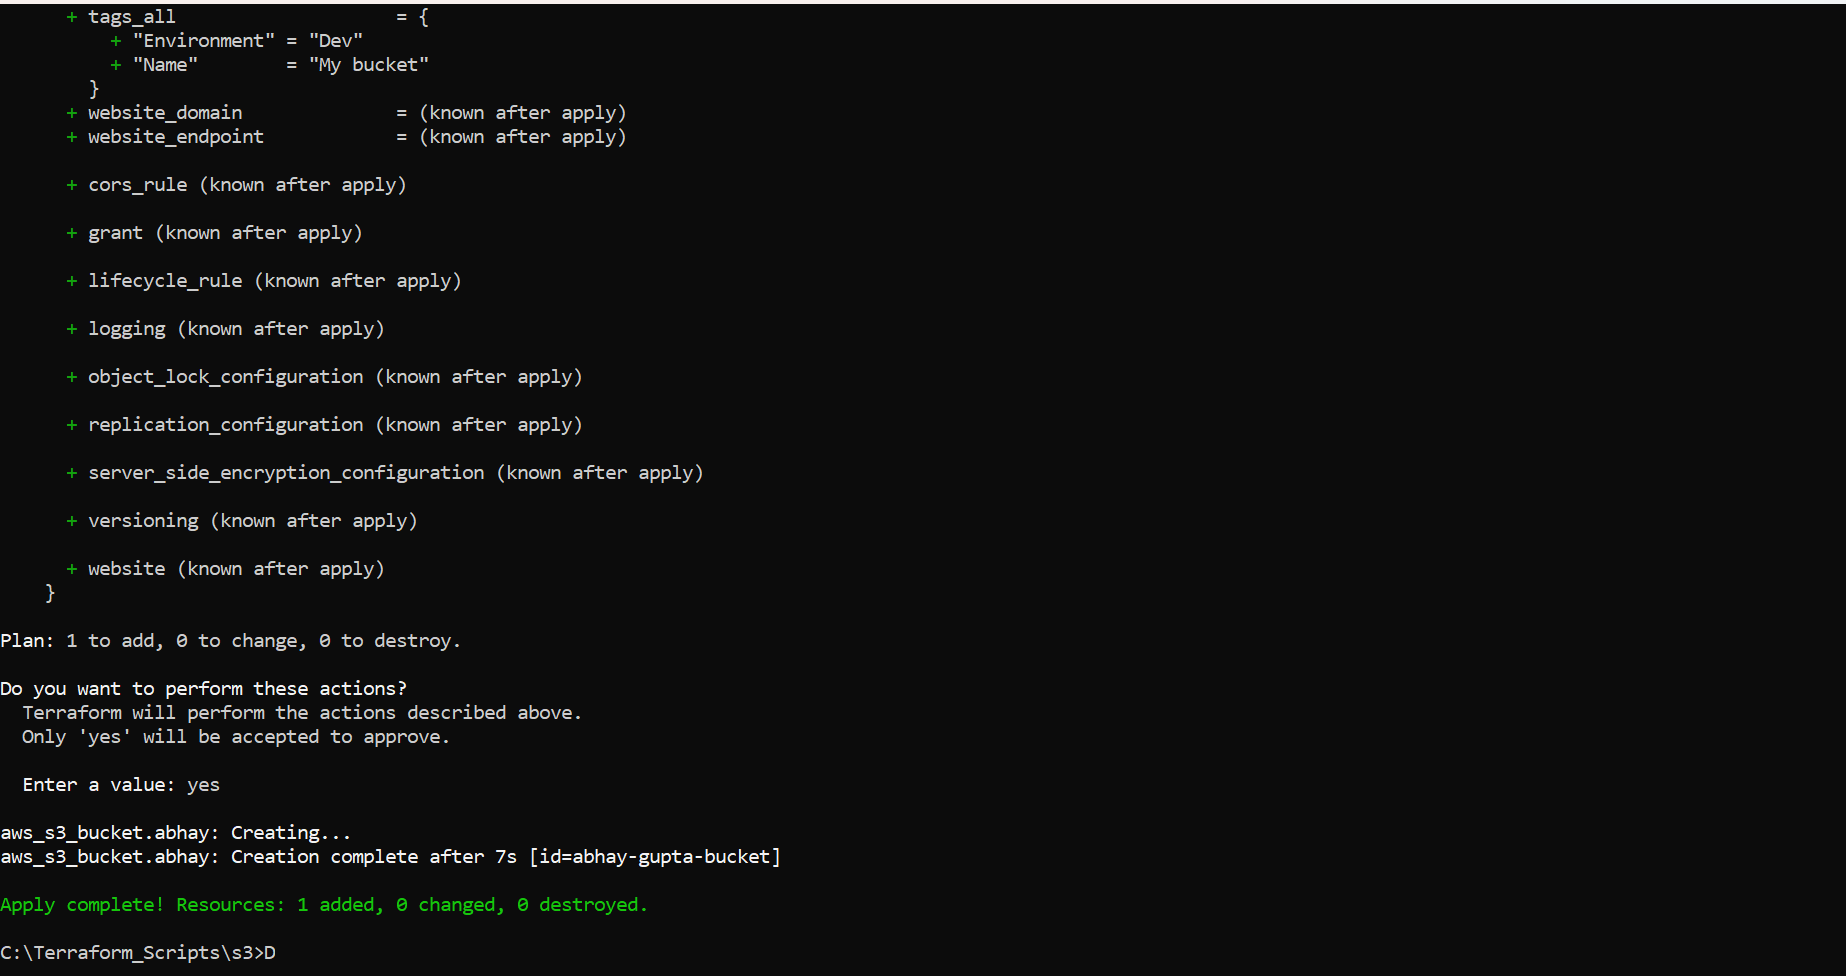 + tags_all = {
+ "Environment" = "Dev"
+ "Name" = "My bucket"
}
+ website_domain = (known after apply)
+ website_endpoint = (known after apply)
+ cors_rule (known after apply)
+ grant (known after apply)
+ lifecycle_rule (known after apply)
+ logging (known after apply)
+ object_lock_configuration (known after apply)
+ replication_configuration (known after apply)
+ server_side_encryption_configuration (known after apply)
+ versioning (known after apply)
+ website (known after apply)
}
Plan: 1 to add, 0 to change, 0 to destroy.
Do you want to perform these actions?
Terraform will perform the actions described above.
Only 'yes' will be accepted to approve.
Enter a value: yes
aws_s3_bucket.abhay: Creating...
aws_s3_bucket.abhay: Creation complete after 7s [id=abhay-gupta-bucket]
Apply complete! Resources: 1 added, 0 changed, 0 destroyed.
C:\Terraform_Scripts\s3>D